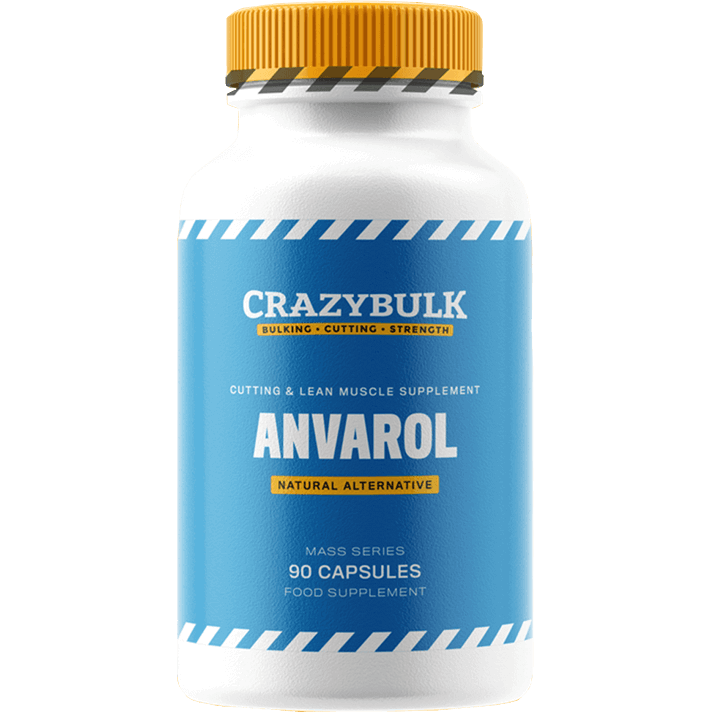 CRAZYBULK
BULKING • CUTTING • STRENGTH
CUTTING & LEAN MUSCLE SUPPLEMENT
ANVAROL
NATURAL ALTERNATIVE
MASS SERIES
90 CAPSULES
FOOD SUPPLEMENT